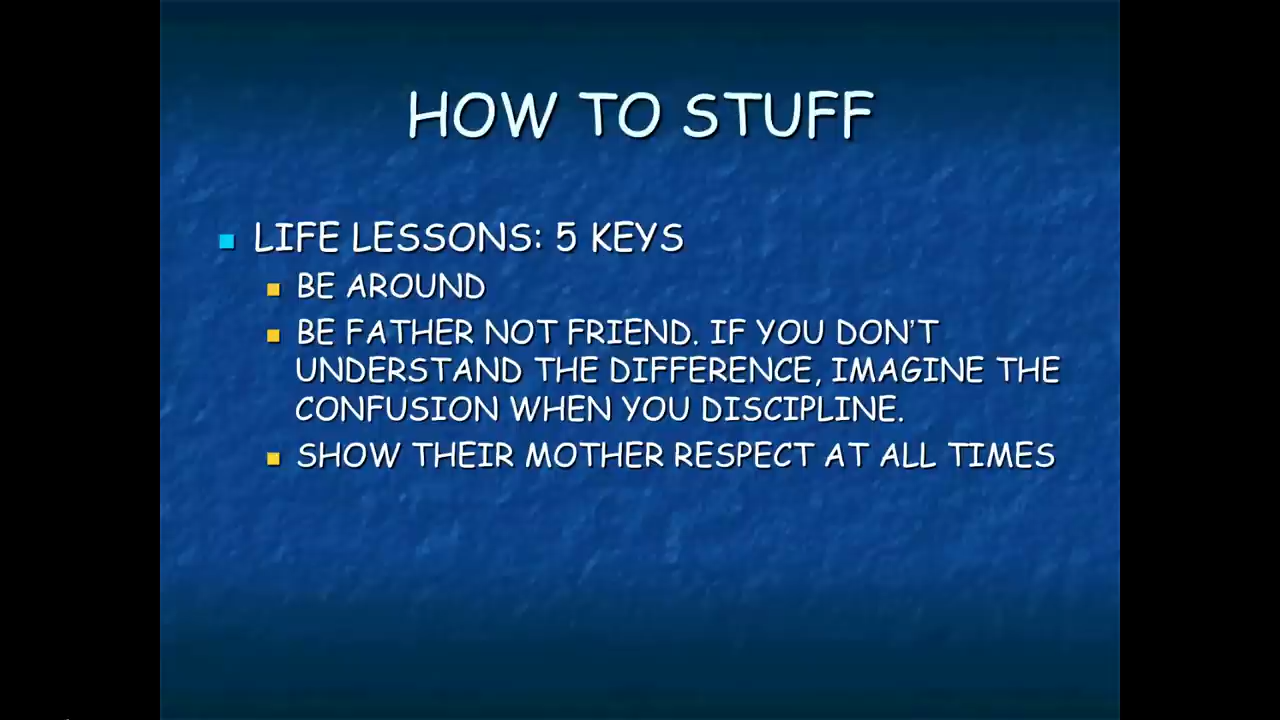 HOW TO STUFF
LIFE LESSONS: 5 KEYS
BE AROUND
BE FATHER NOT FRIEND. IF YOU DON'T
UNDERSTAND THE DIFFERENCE, IMAGINE THE
CONFUSION WHEN YOU DISCIPLINE.
SHOW THEIR MOTHER RESPECT AT ALL TIMES